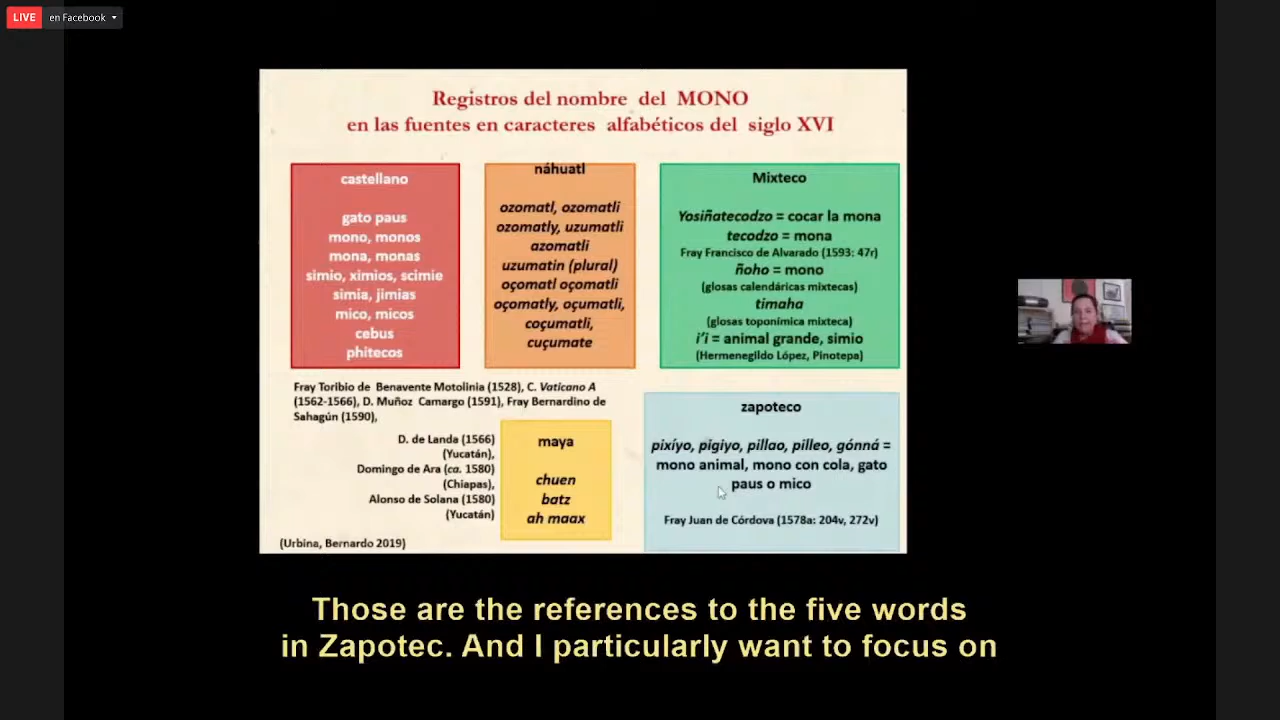 LIVE en Facebook
Registros del nombre del MONO
en las fuentes en caracteres alfabéticos del siglo XVI
castellano
gato paus
mono, monos
mona, monas
simio, ximios, scimie
simia, jimias
mico, micos
cebus
phitecos
náhuatl
ozomatl, ozomatli
ozomatly, uzumatli
azomatli
uzumatin (plural)
oçomatl oçomatli
oçomatly, oçumatli,
coçumatli,
cuçumate
Mixteco
Yosiñatecodzo = cocar la mona
tecodzo = mona
Fray Francisco de Alvarado (1593: 47r)
ñoho = mono
(glosas calendáricas mixtecas)
timaha
(glosas toponímica mixteca)
i’i = animal grande, simio
(Hermenegildo López, Pinotepa)
Fray Toribio de Benavente Motolinia (1528), C. Vaticano A
(1562-1566), D. Muñoz Camargo (1591), Fray Bernardino de
Sahagún (1590),
D. de Landa (1566)
(Yucatán),
Domingo de Ara (ca. 1580)
(Chiapas),
Alonso de Solana (1580)
(Yucatán)
maya
chuen
batz
ah maax
zapoteco
pixíyo, pigiyo, pillao, pilleo, gónná =
mono animal, mono con cola, gato
paus o mico
Fray Juan de Córdova (1578a: 204v, 272v)
(Urbina, Bernardo 2019)
Those are the references to the five words
in Zapotec. And I particularly want to focus on